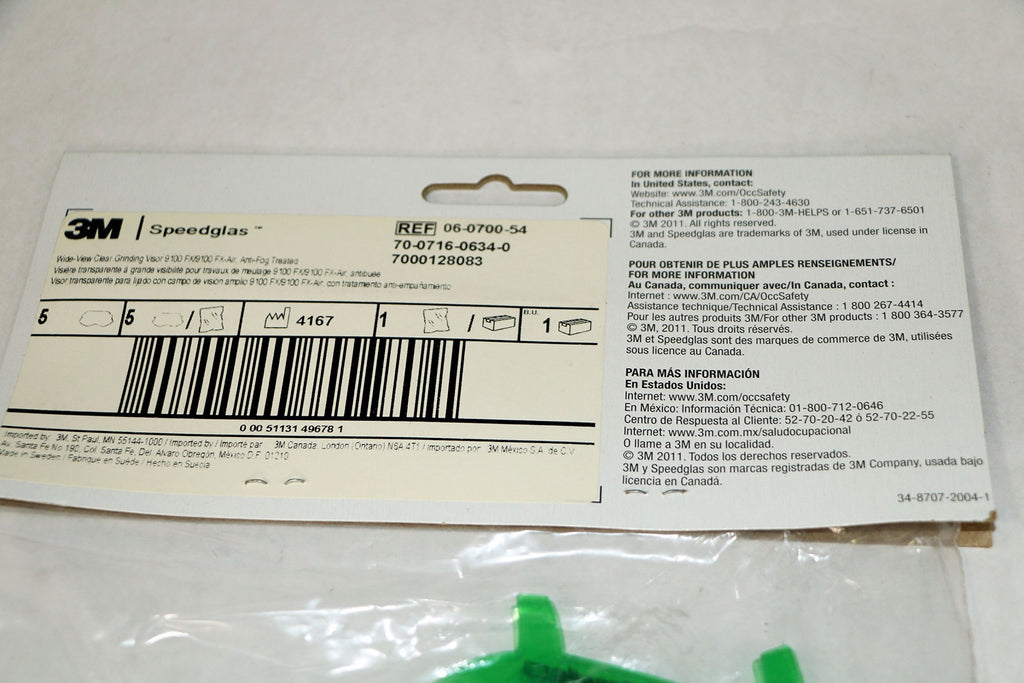 3M | Speedglas ™
REF 06-0700-54
70-0716-0634-0
7000128083
Wide-View Clear Grinding Visor 9100 FX/9100 FX-Air, Anti-Fog Treated
Visière transparente à grande visibilité pour travaux de meulage 9100 FX/9100 FX-Air, antibuée
Visor transparente para lijado con campo de visión amplio 9100 FX/9100 FX-Air, con tratamiento anti-empañamiento
5 5 / 4167 1 / B.U. 1
0 00 51131 49678 1
Imported by: 3M, St Paul, MN 55144-1000 / Imported by / Importé par: 3M Canada, London (Ontario) N6A 4T1 / Importado por: 3M México S.A. de C.V.
Av. Santa Fe No 190, Col. Santa Fe, Del. Alvaro Obregón, México D.F. 01210
Made in Sweden / Fabriqué en Suède / Hecho en Suecia
FOR MORE INFORMATION
In United States, contact:
Website: www.3M.com/OccSafety
Technical Assistance: 1-800-243-4630
For other 3M products: 1-800-3M-HELPS or 1-651-737-6501
© 3M 2011. All rights reserved.
3M and Speedglas are trademarks of 3M, used under license in
Canada.
POUR OBTENIR DE PLUS AMPLES RENSEIGNEMENTS/
FOR MORE INFORMATION
Au Canada, communiquer avec/In Canada, contact :
Internet : www.3M.com/CA/OccSafety
Assistance technique/Technical Assistance : 1 800 267-4414
Pour les autres produits 3M/For other 3M products : 1 800 364-3577
© 3M, 2011. Tous droits réservés.
3M et Speedglas sont des marques de commerce de 3M, utilisées
sous licence au Canada.
PARA MÁS INFORMACIÓN
En Estados Unidos:
Internet: www.3M.com/occsafety
En México: Información Técnica: 01-800-712-0646
Centro de Respuesta al Cliente: 52-70-20-42 ó 52-70-22-55
Internet: www.3m.com.mx/saludocupacional
O llame a 3M en su localidad.
© 3M 2011. Todos los derechos reservados.
3M y Speedglas son marcas registradas de 3M Company, usada bajo
licencia en Canadá.
34-8707-2004-1